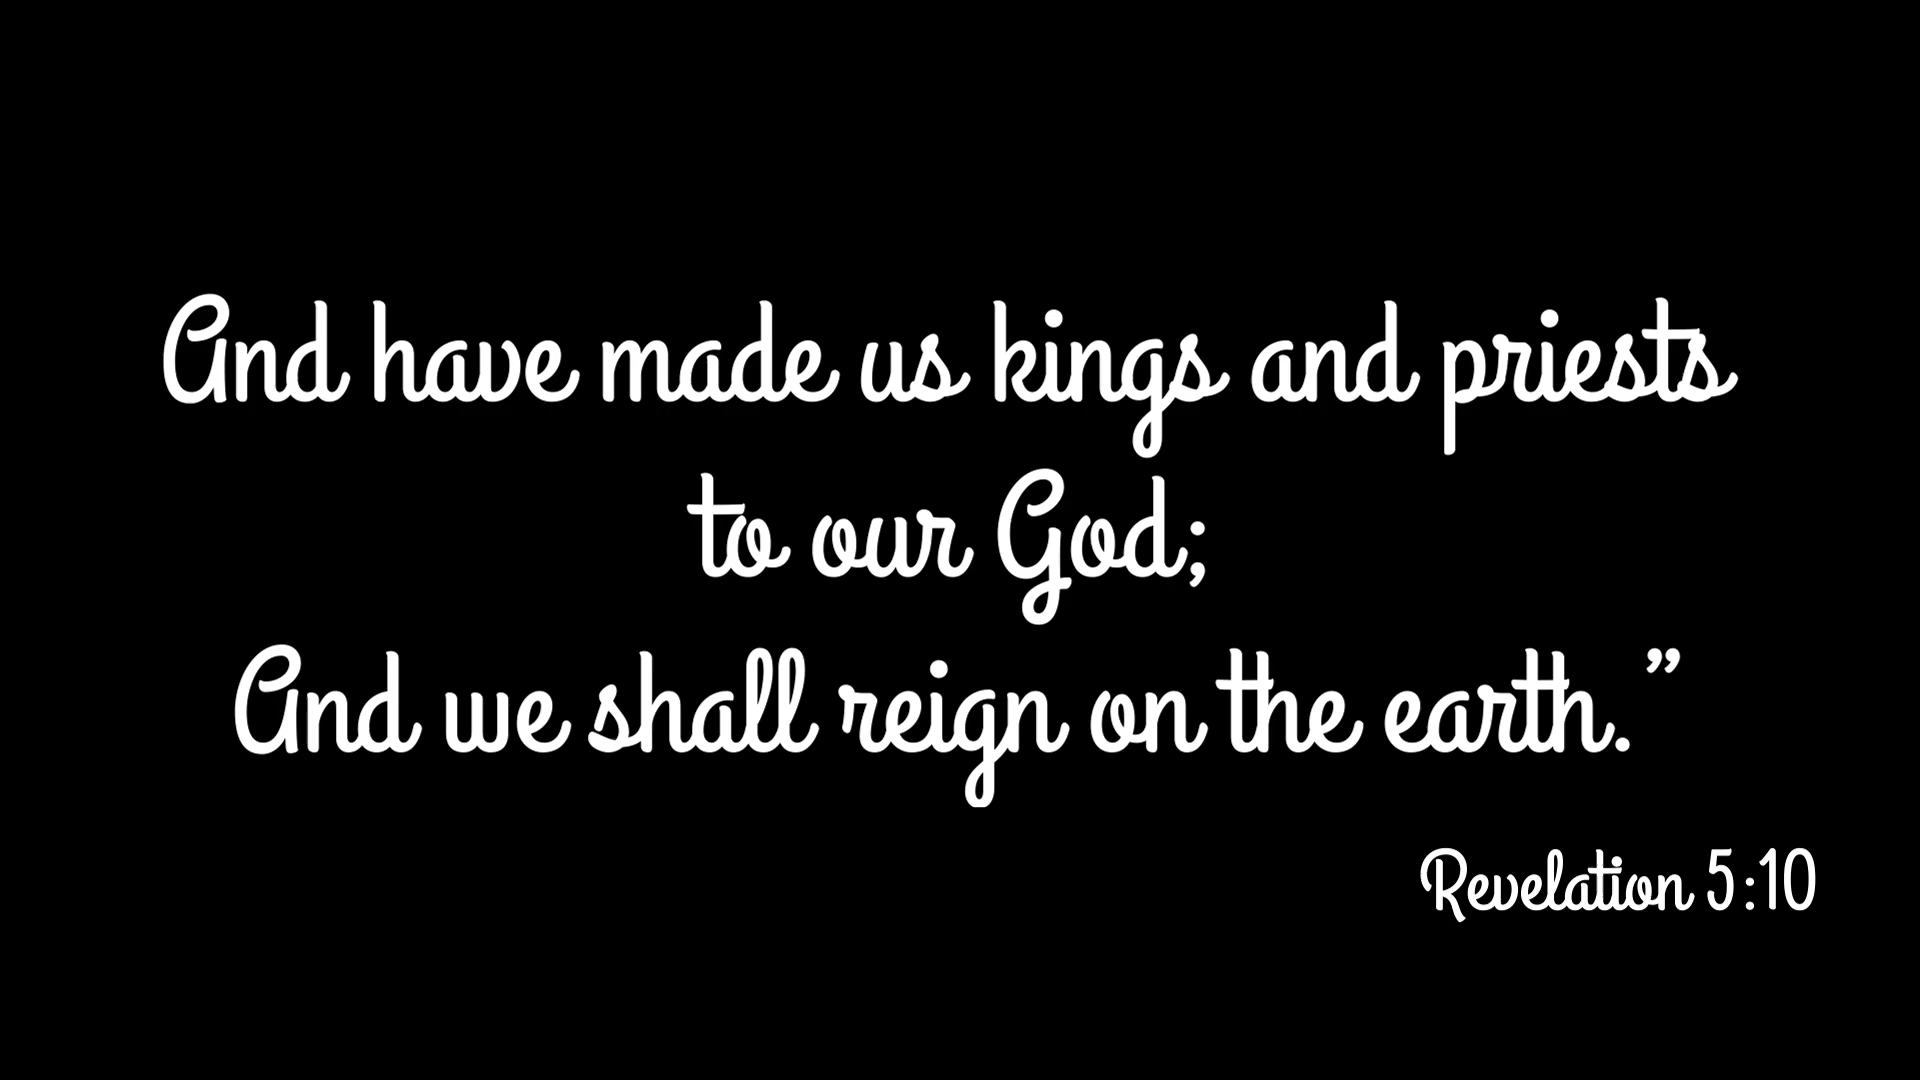 And have made us kings and priests
to our God;
And we shall reign on the earth.”
Revelation 5:10